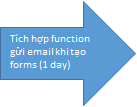 Tích hợp function
gửi email khi tạo
forms (1 day)